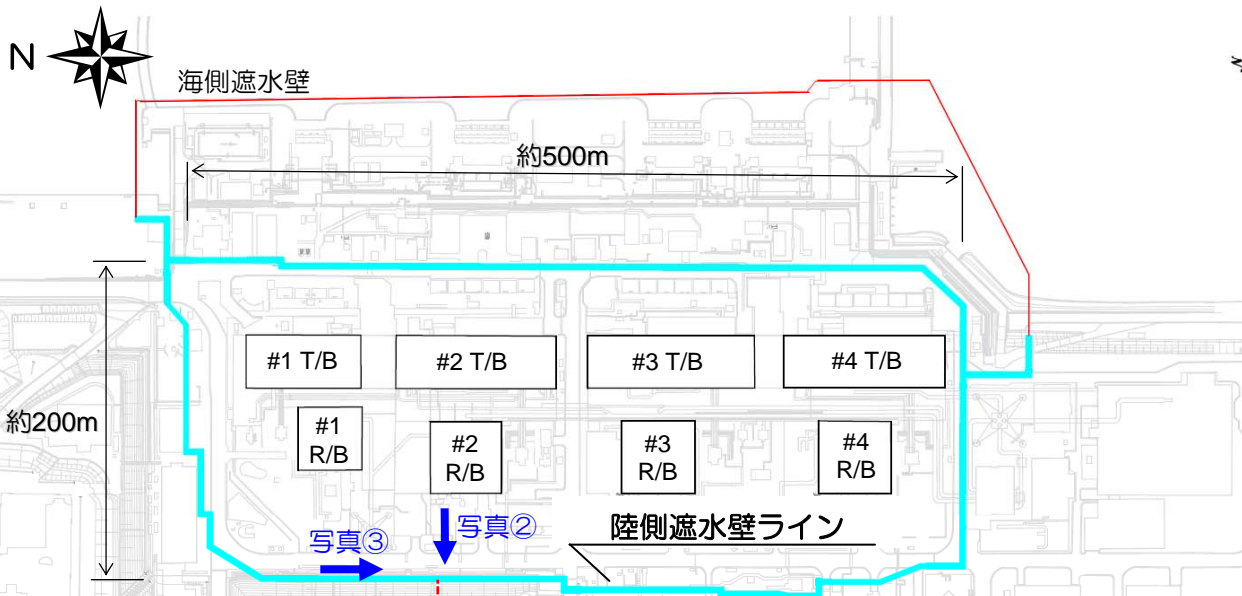 N
海側遮水壁
約500m
#1 T/B
#2 T/B
#3 T/B
#4 T/B
約200m
#1
R/B
#2
R/B
#3
R/B
#4
R/B
写真③
写真②
陸側遮水壁ライン